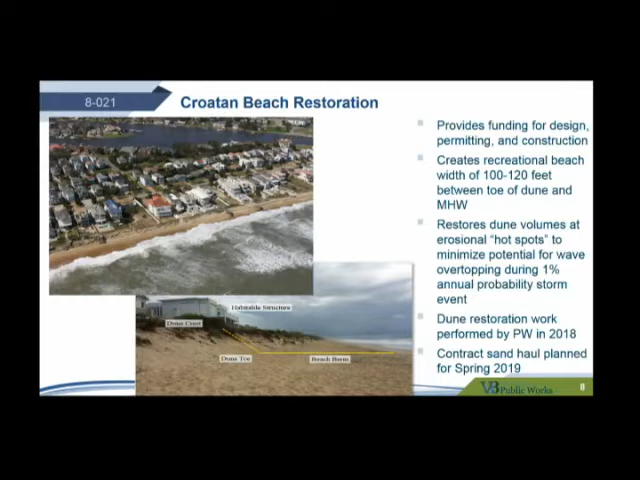 8-021
Croatan Beach Restoration
Provides funding for design,
permitting, and construction
Creates recreational beach
width of 100-120 feet
between toe of dune and
MHW
Restores dune volumes at
erosional "hot spots" to
minimize potential for wave
overtopping during 1%
annual probability storm
event
Dune restoration work
performed by PW in 2018
Contract sand haul planned
for Spring 2019
Habitable Structure
Dune Crest
Dune Toe
Beach Berm
VB Public Works
8